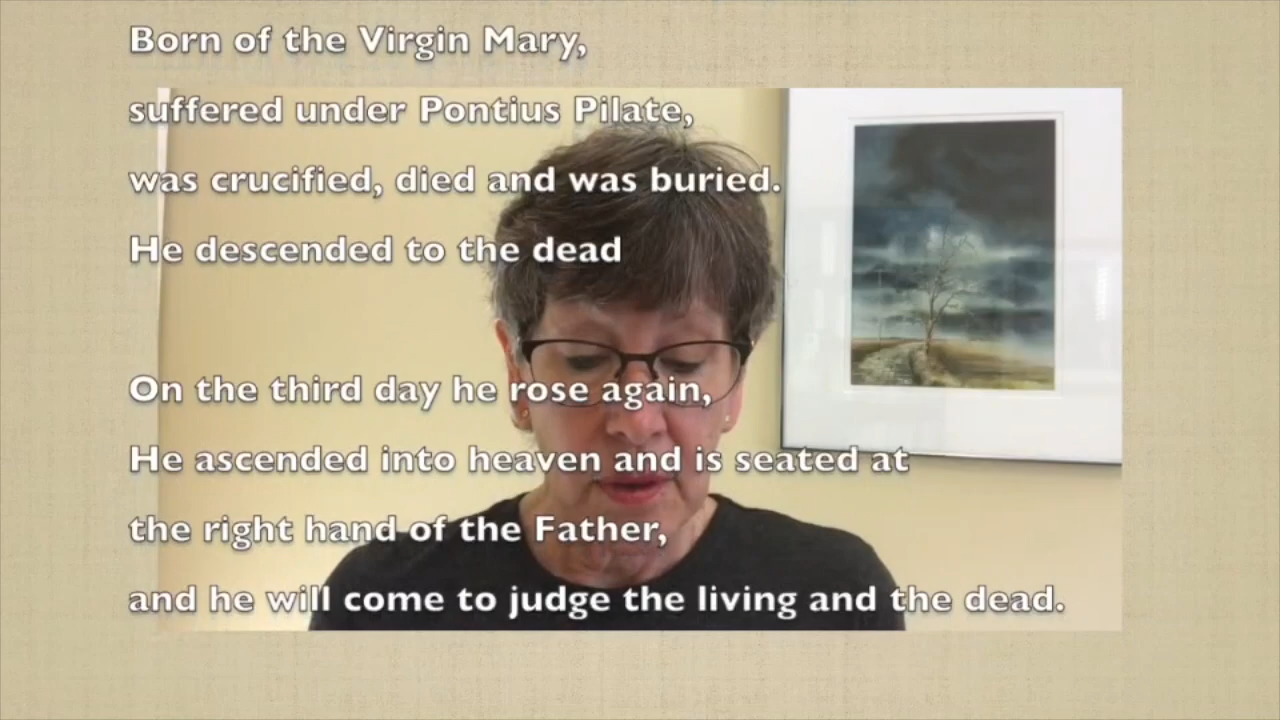 Born of the Virgin Mary,
suffered under Pontius Pilate,
was crucified, died and was buried.
He descended to the dead
On the third day he rose again,
He ascended into heaven and is seated at
the right hand of the Father,
and he will come to judge the living and the dead.